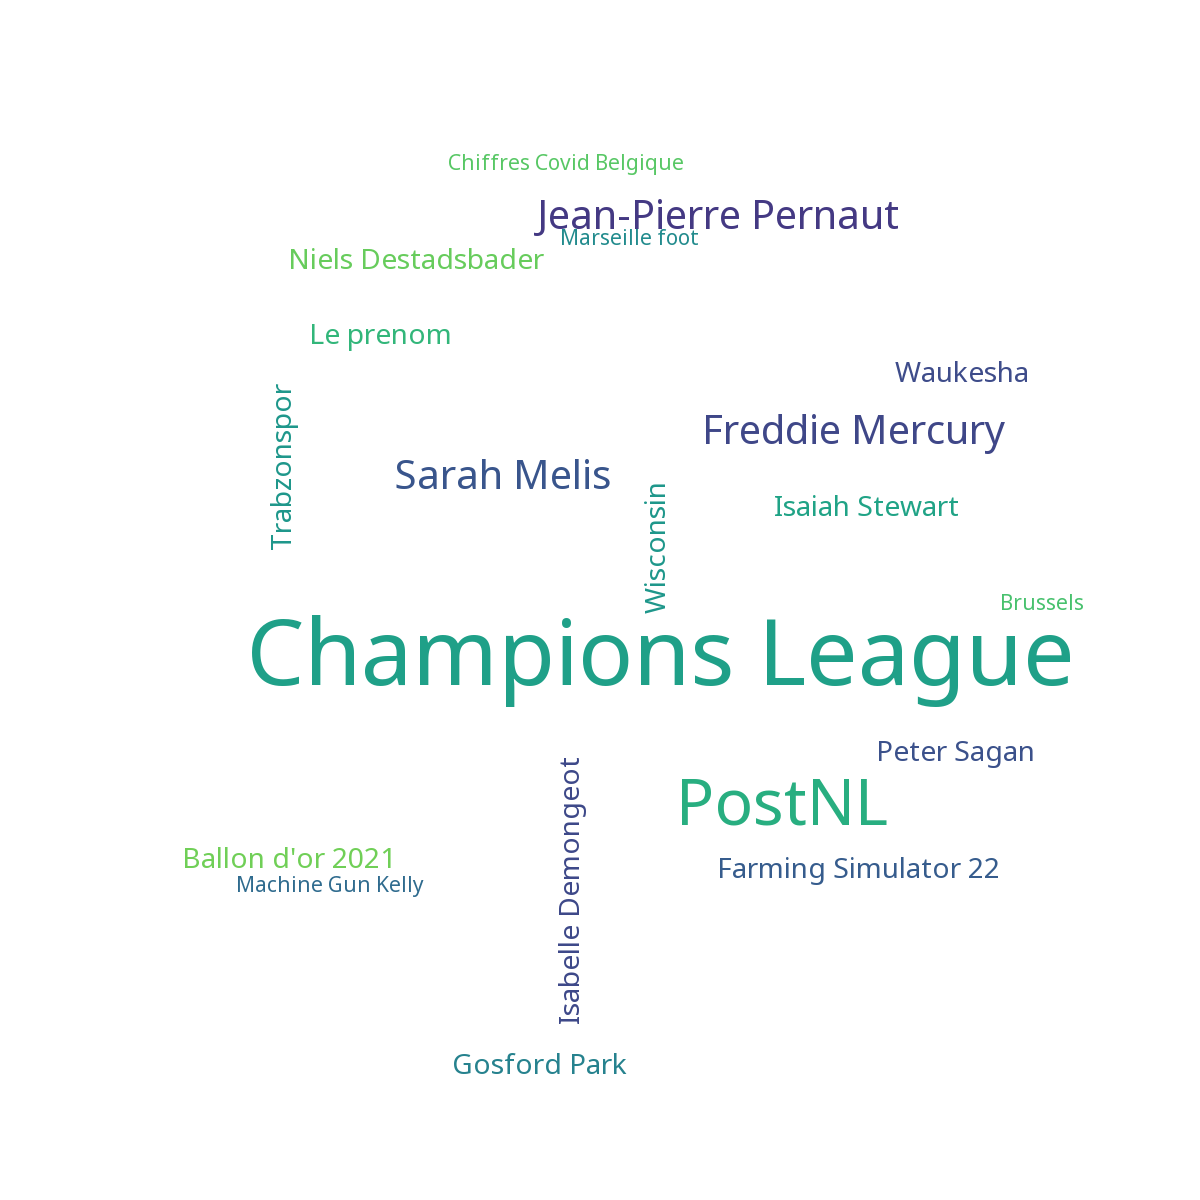 Chiffres Covid Belgique
Jean-Pierre Pernaut
Marseille foot
Niels Destadsbader
Le prenom
Waukesha
Trabzonspor
Freddie Mercury
Sarah Melis
Wisconsin
Isaiah Stewart
Brussels
Champions League
Peter Sagan
Isabelle Demongeot
PostNL
Ballon d'or 2021
Farming Simulator 22
Machine Gun Kelly
Gosford Park